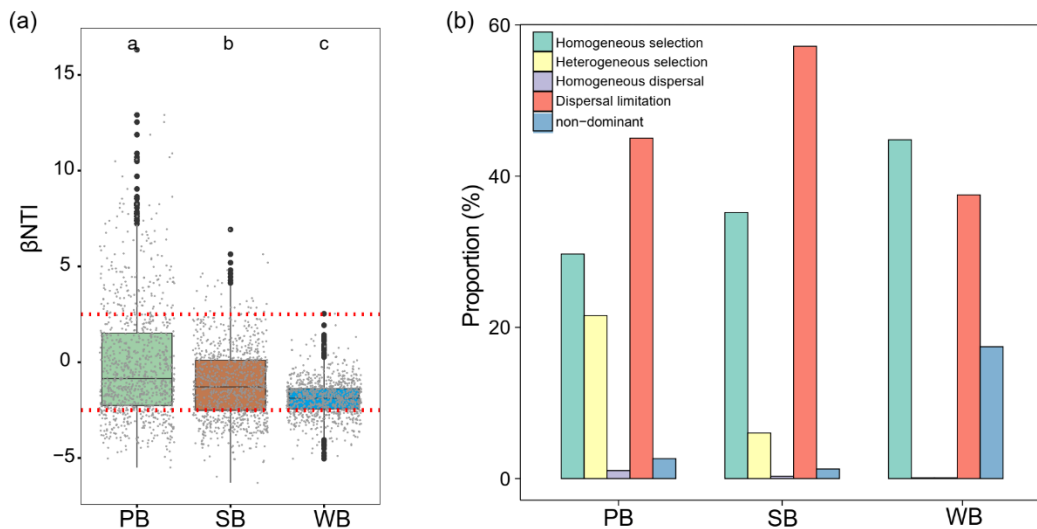 (a)
a b c
15
10
5
0
−5
βNTI
PB SB WB
(b)
60
40
20
0
Proportion (%)
Homogeneous selection
Heterogeneous selection
Homogeneous dispersal
Dispersal limitation
non−dominant
PB SB WB